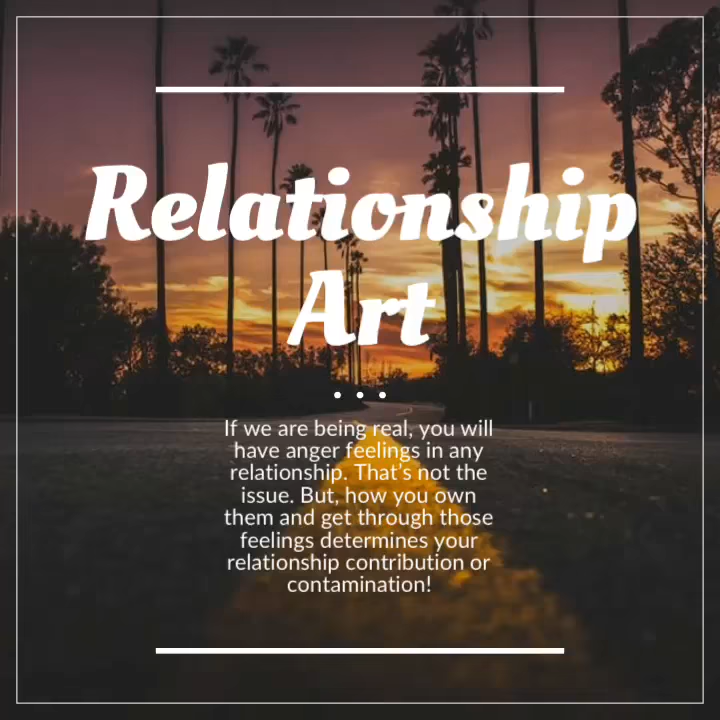 Relationship
Art
...
If we are being real, you will
have anger feelings in any
relationship. That's not the
issue. But, how you own
them and get through those
feelings determines your
relationship contribution or
contamination!